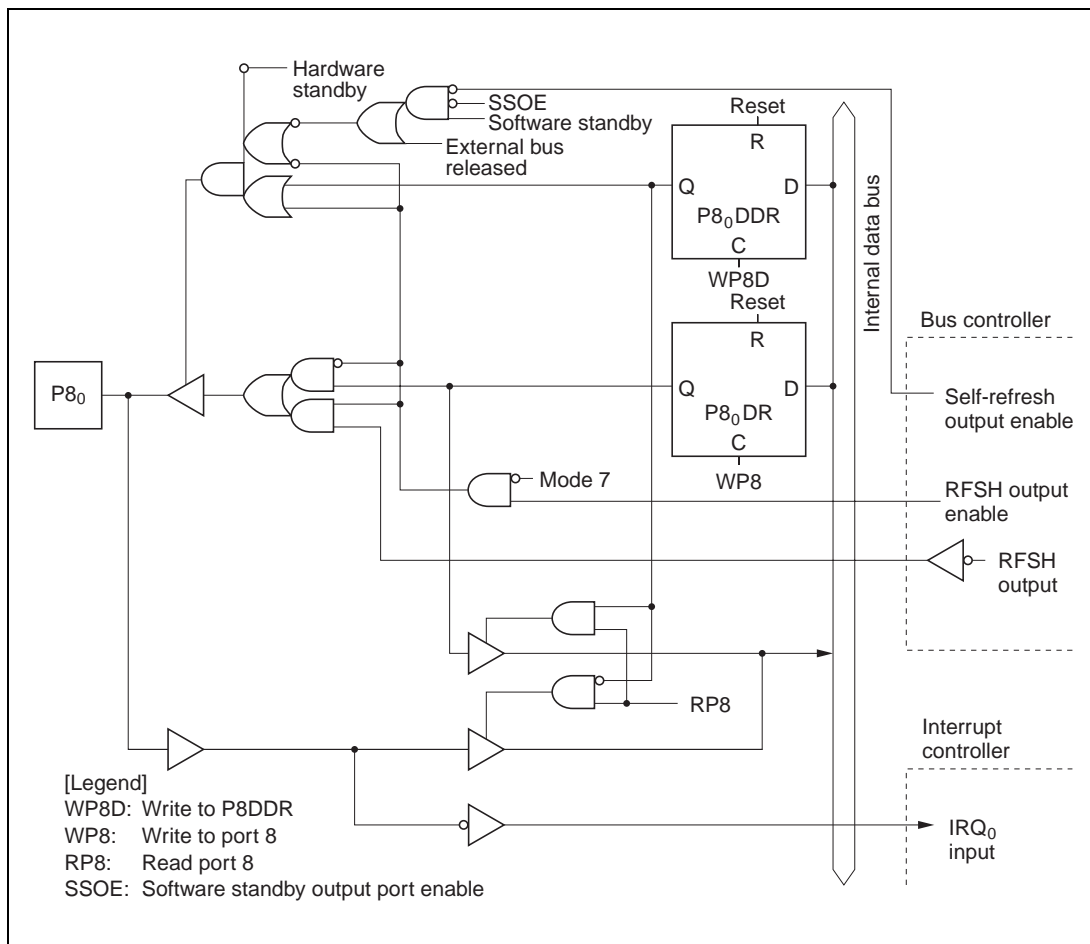 Hardware
standby
SSOE
Software standby
External bus
released
Reset
R
Q
D
P8₀DDR
C
WP8D
Reset
R
Q
D
P8₀DR
C
WP8
Internal data bus
Bus controller
Self-refresh
output enable
P8₀
Mode 7
RFSH output
enable
RFSH
output
RP8
Interrupt
controller
IRQ₀
input
[Legend]
WP8D: Write to P8DDR
WP8: Write to port 8
RP8: Read port 8
SSOE: Software standby output port enable